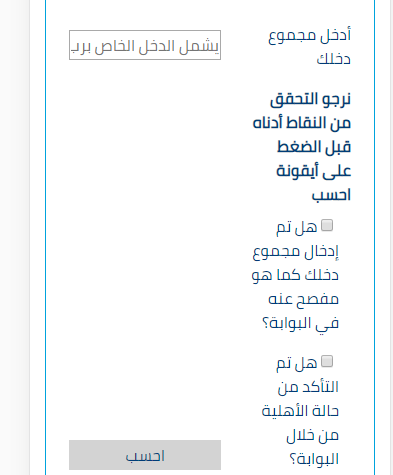 أدخل مجموع
دخلك
يشمل الدخل الخاص برب
نرجو التحقق
من النقاط أدناه
قبل الضغط
على أيقونة
احسب
هل تم
إدخال مجموع
دخلك كما هو
مفصح عنه
في البوابة؟
هل تم
التأكد من
حالة الأهلية
من خلال
البوابة؟
احسب